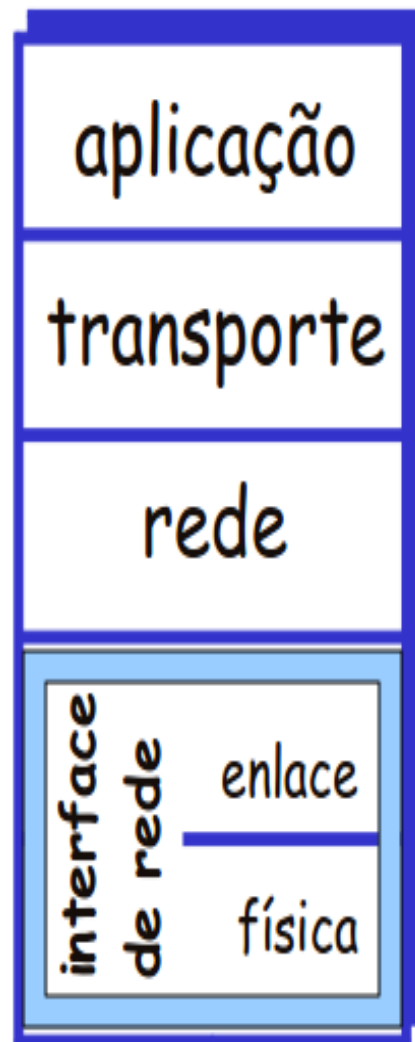 aplicação
transporte
rede
interface
de rede
enlace
física